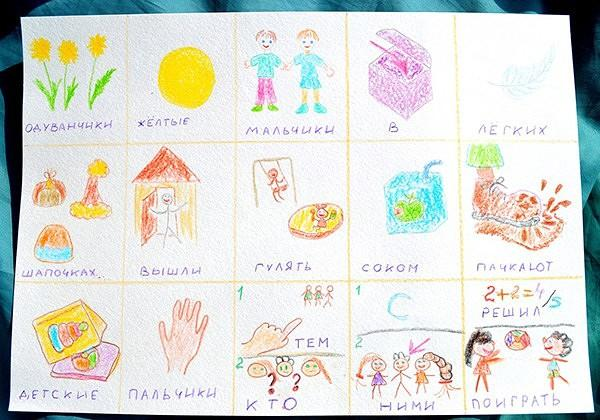 ОДУВАНЧИКИ ЖЁЛТЫЕ МАЛЬЧИКИ В ЛЁГКИХ
ШАПОЧКАХ. ВЫШЛИ ГУЛЯТЬ СОКОМ ПАЧКАЮТ
ДЕТСКИЕ ПАЛЬЧИКИ
1 ТЕМ
2 КТО
1 С
2 НИМИ
2+2=4/5
РЕШИЛ
ПОИГРАТЬ